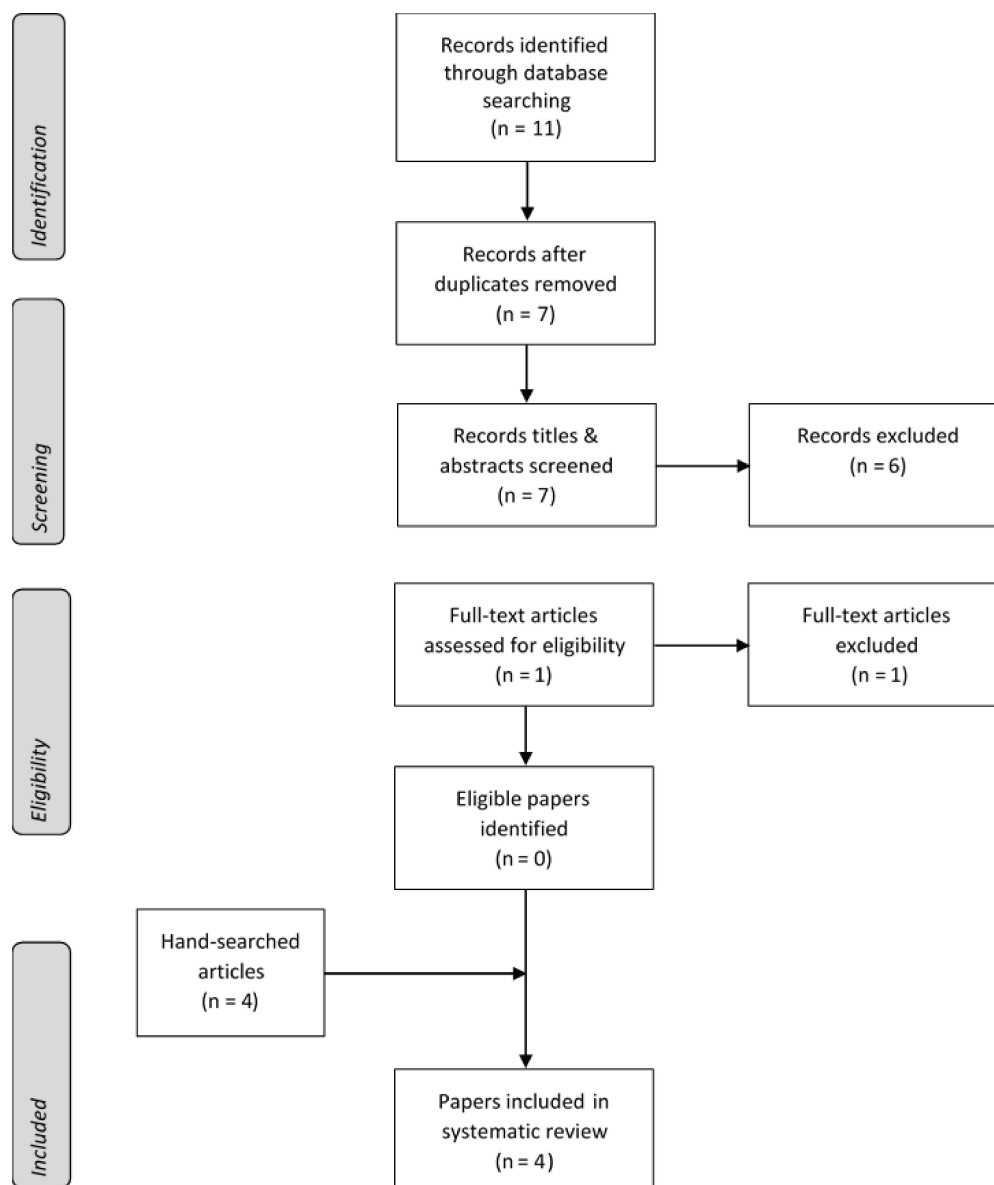 Identification
Records identified
through database
searching
(n = 11)
Records after
duplicates removed
(n = 7)
Screening
Records titles &
abstracts screened
(n = 7)
Records excluded
(n = 6)
Eligibility
Full-text articles
assessed for eligibility
(n = 1)
Full-text articles
excluded
(n = 1)
Eligible papers
identified
(n = 0)
Included
Hand-searched
articles
(n = 4)
Papers included in
systematic review
(n = 4)